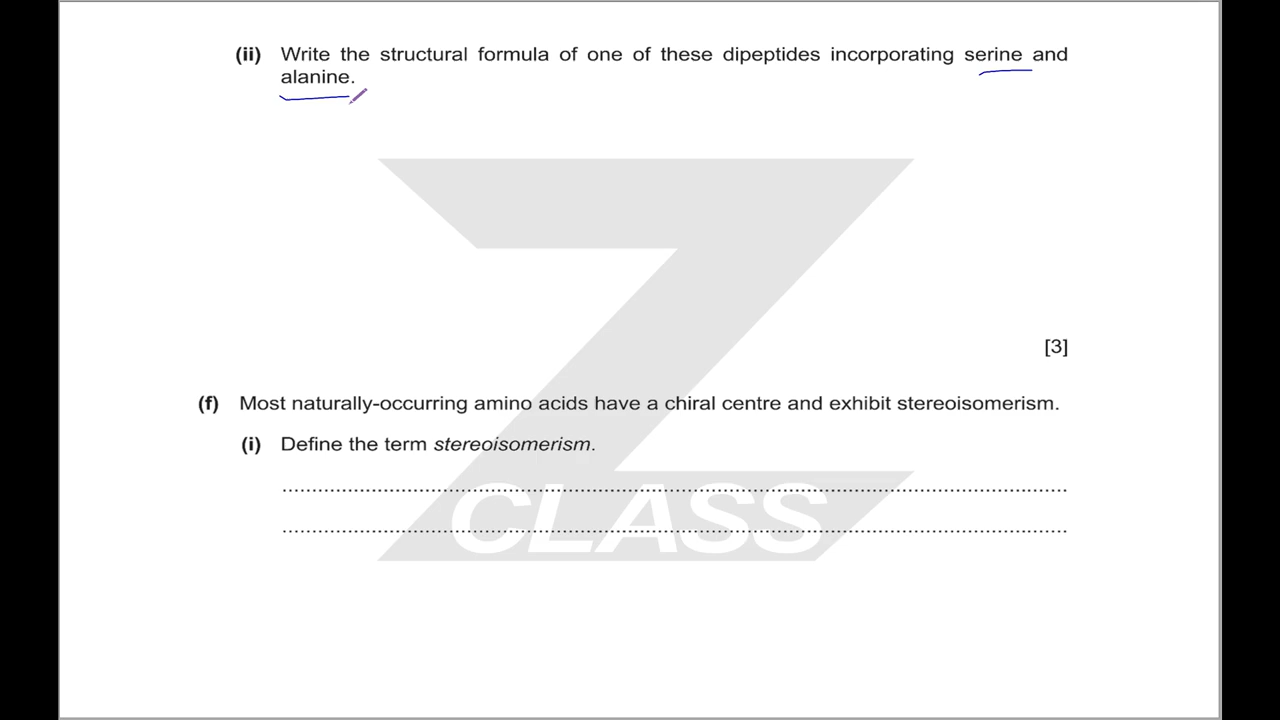 (ii) Write the structural formula of one of these dipeptides incorporating serine and
alanine.
[3]
(f) Most naturally-occurring amino acids have a chiral centre and exhibit stereoisomerism.
(i) Define the term stereoisomerism.
................................................................................................................................
CLASS
................................................................................................................................